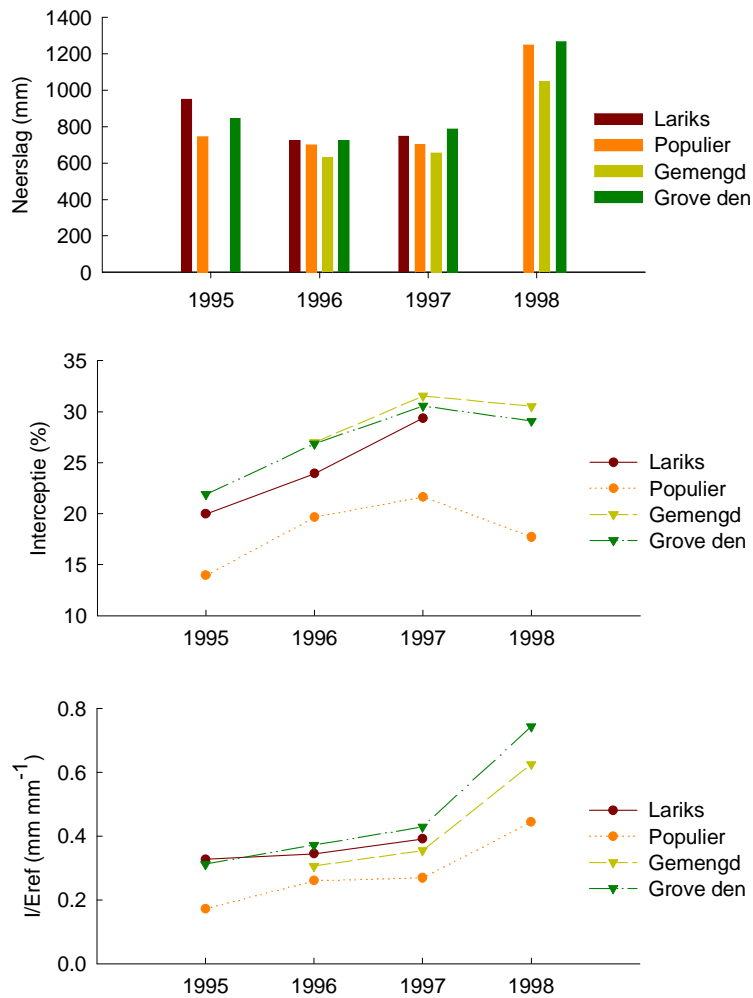 1400
1200
1000
800
600
400
200
0
Neerslag (mm)
1995 1996 1997 1998
Lariks
Populier
Gemengd
Grove den
35
30
25
20
15
10
Interceptie (%)
1995 1996 1997 1998
Lariks
Populier
Gemengd
Grove den
0.8
0.6
0.4
0.2
0.0
I/Eref (mm mm⁻¹)
1995 1996 1997 1998
Lariks
Populier
Gemengd
Grove den